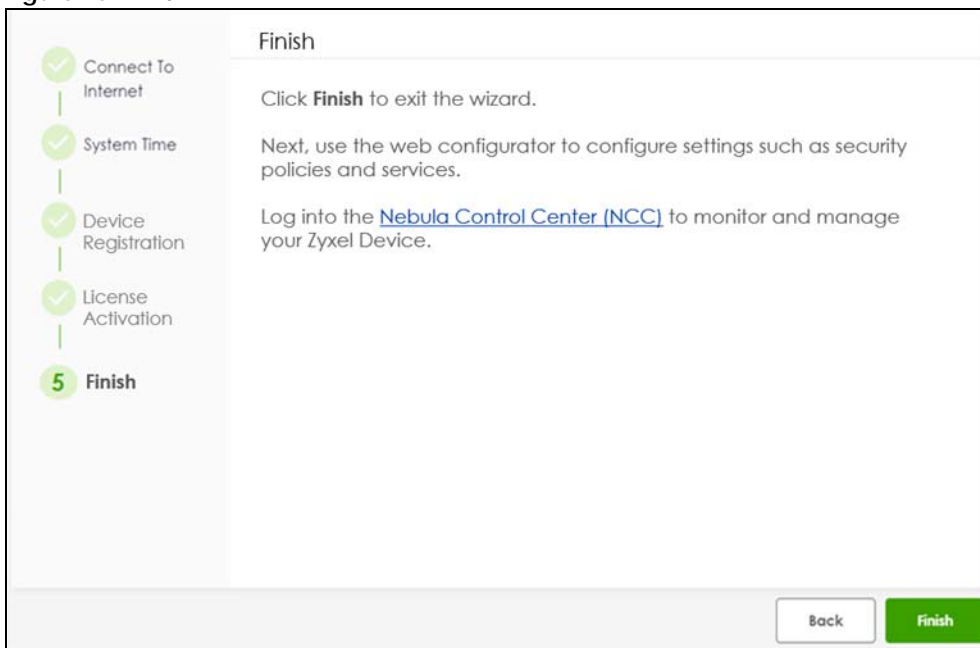 Finish
Connect To
Internet
System Time
Device
Registration
License
Activation
5 Finish
Click Finish to exit the wizard.
Next, use the web configurator to configure settings such as security
policies and services.
Log into the Nebula Control Center (NCC) to monitor and manage
your Zyxel Device.
Back
Finish